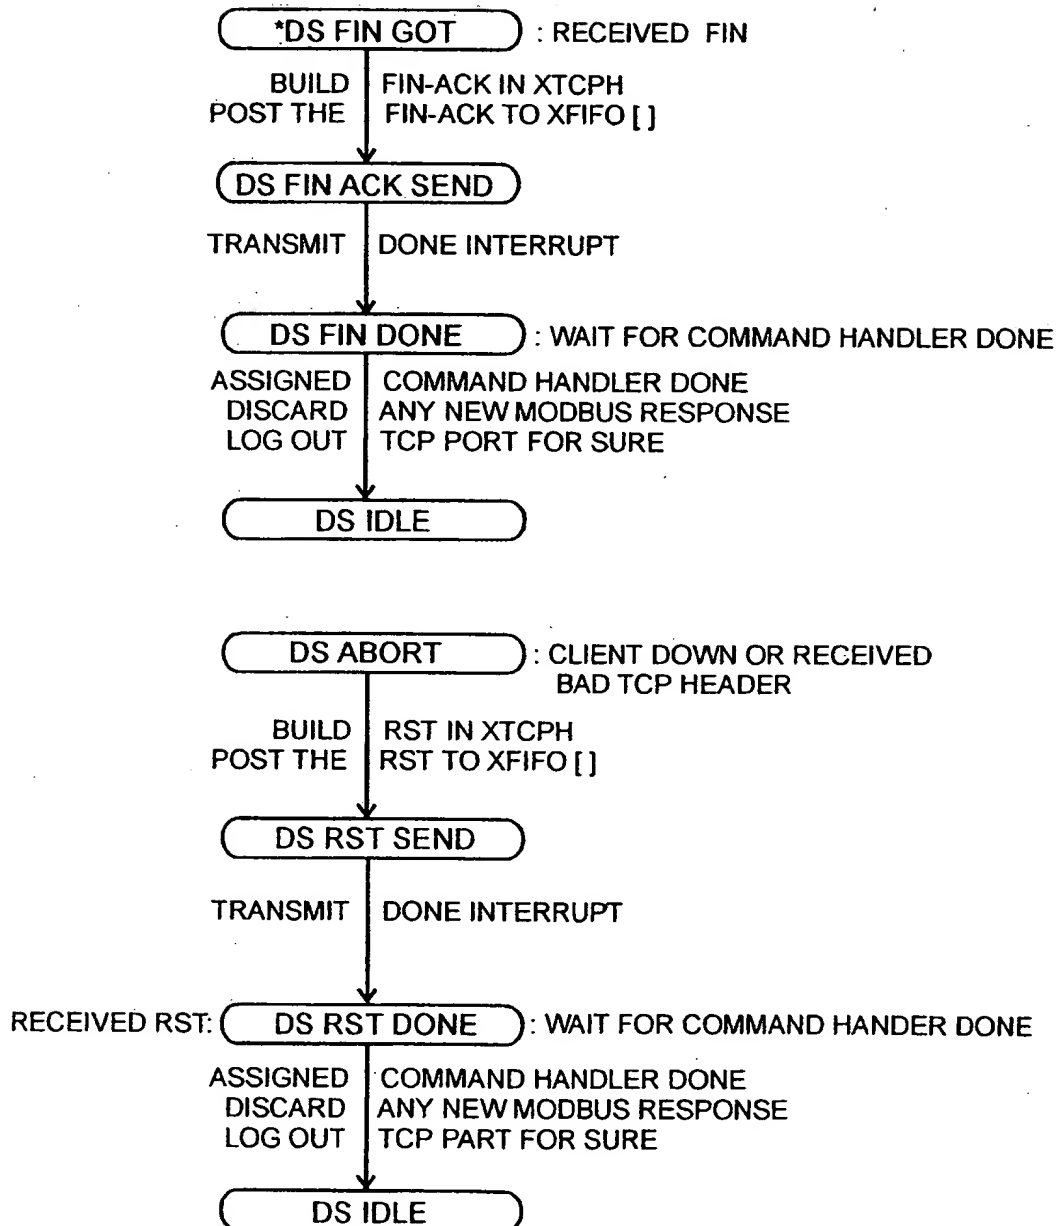 *DS FIN GOT : RECEIVED FIN
BUILD FIN-ACK IN XTCPH
POST THE FIN-ACK TO XFIFO [ ]
DS FIN ACK SEND
TRANSMIT DONE INTERRUPT
DS FIN DONE : WAIT FOR COMMAND HANDLER DONE
ASSIGNED COMMAND HANDLER DONE
DISCARD ANY NEW MODBUS RESPONSE
LOG OUT TCP PORT FOR SURE
DS IDLE
DS ABORT : CLIENT DOWN OR RECEIVED
BAD TCP HEADER
BUILD RST IN XTCPH
POST THE RST TO XFIFO [ ]
DS RST SEND
TRANSMIT DONE INTERRUPT
RECEIVED RST: DS RST DONE : WAIT FOR COMMAND HANDER DONE
ASSIGNED COMMAND HANDLER DONE
DISCARD ANY NEW MODBUS RESPONSE
LOG OUT TCP PART FOR SURE
DS IDLE